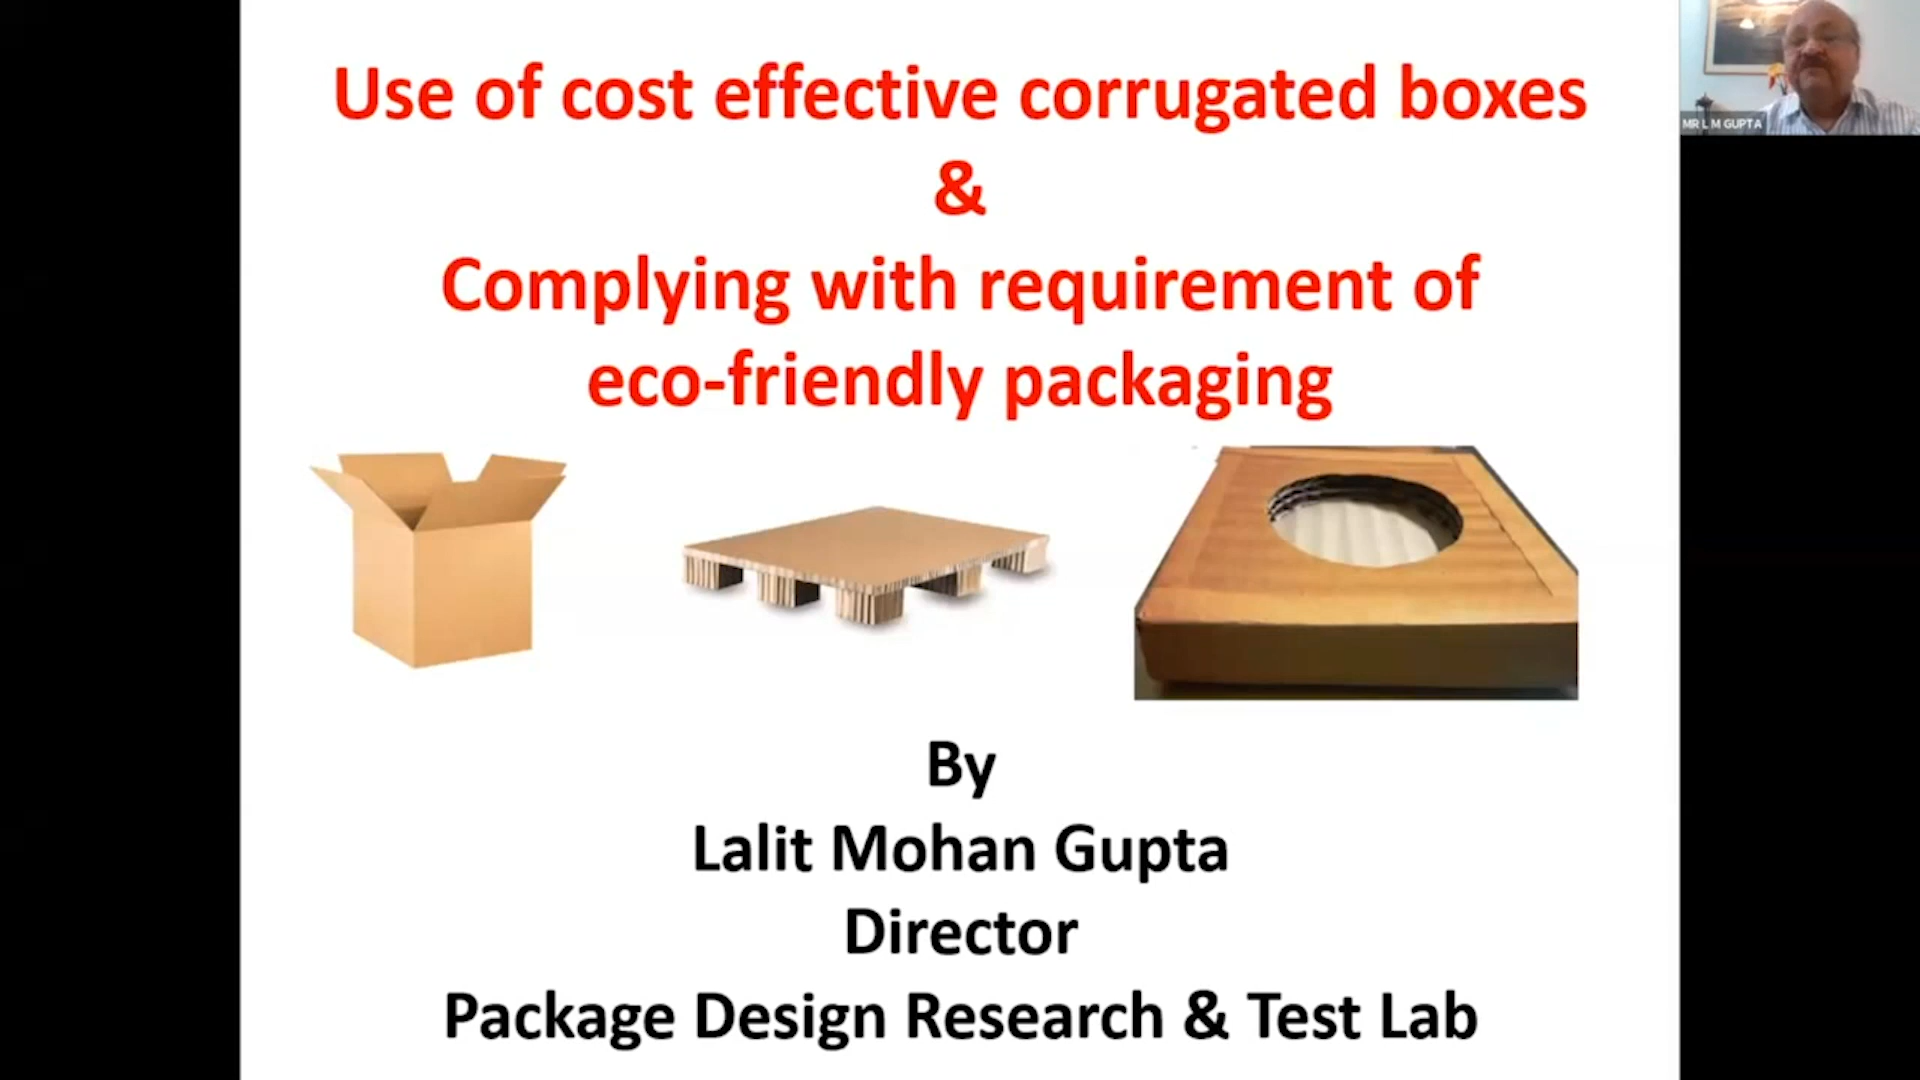 Use of cost effective corrugated boxes
&
Complying with requirement of
eco-friendly packaging
MR L M GUPTA
By
Lalit Mohan Gupta
Director
Package Design Research & Test Lab